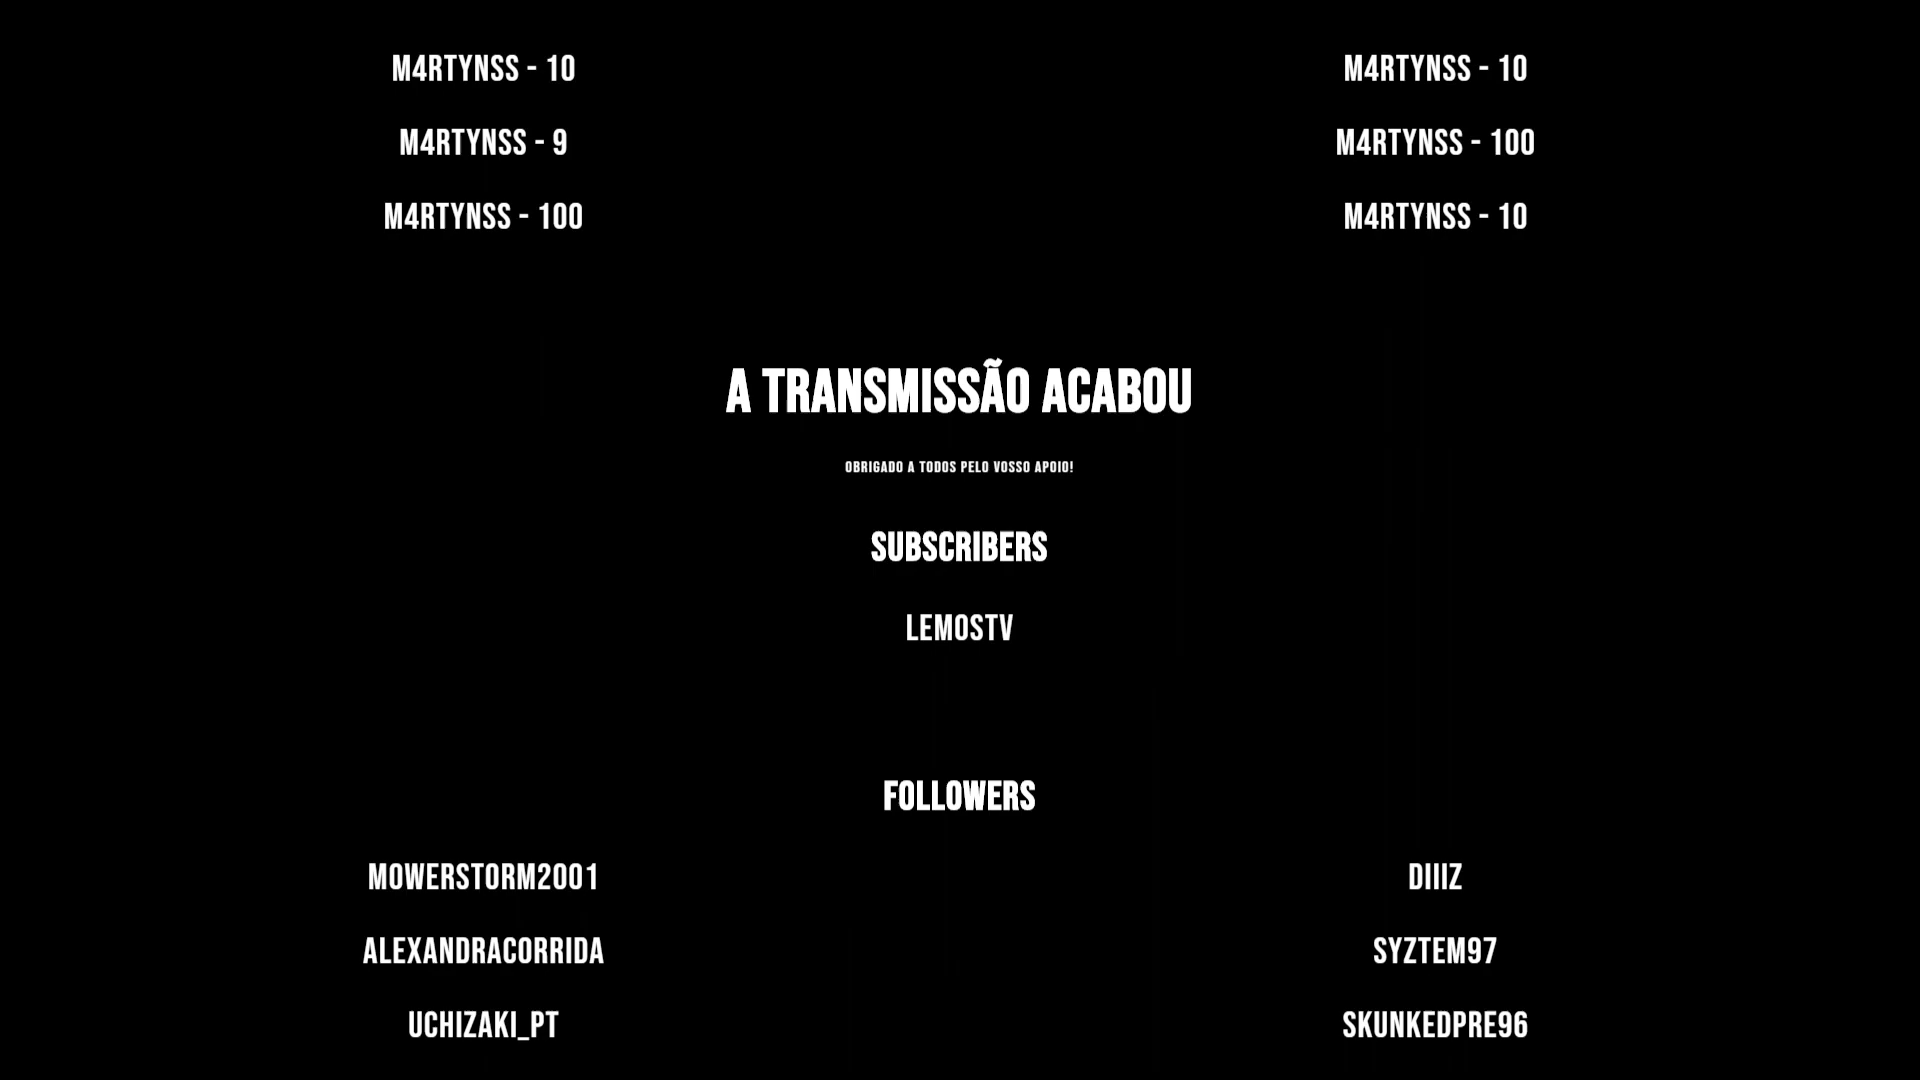 M4RTYNSS - 10
M4RTYNSS - 10
M4RTYNSS - 9
M4RTYNSS - 100
M4RTYNSS - 100
M4RTYNSS - 10
A TRANSMISSÃO ACABOU
OBRIGADO A TODOS PELO VOSSO APOIO!
SUBSCRIBERS
LEMOSTV
FOLLOWERS
MOWERSTORM2001
DIIIZ
ALEXANDRACORRIDA
SYZTEM97
UCHIZAKI_PT
SKUNKEDPRE96